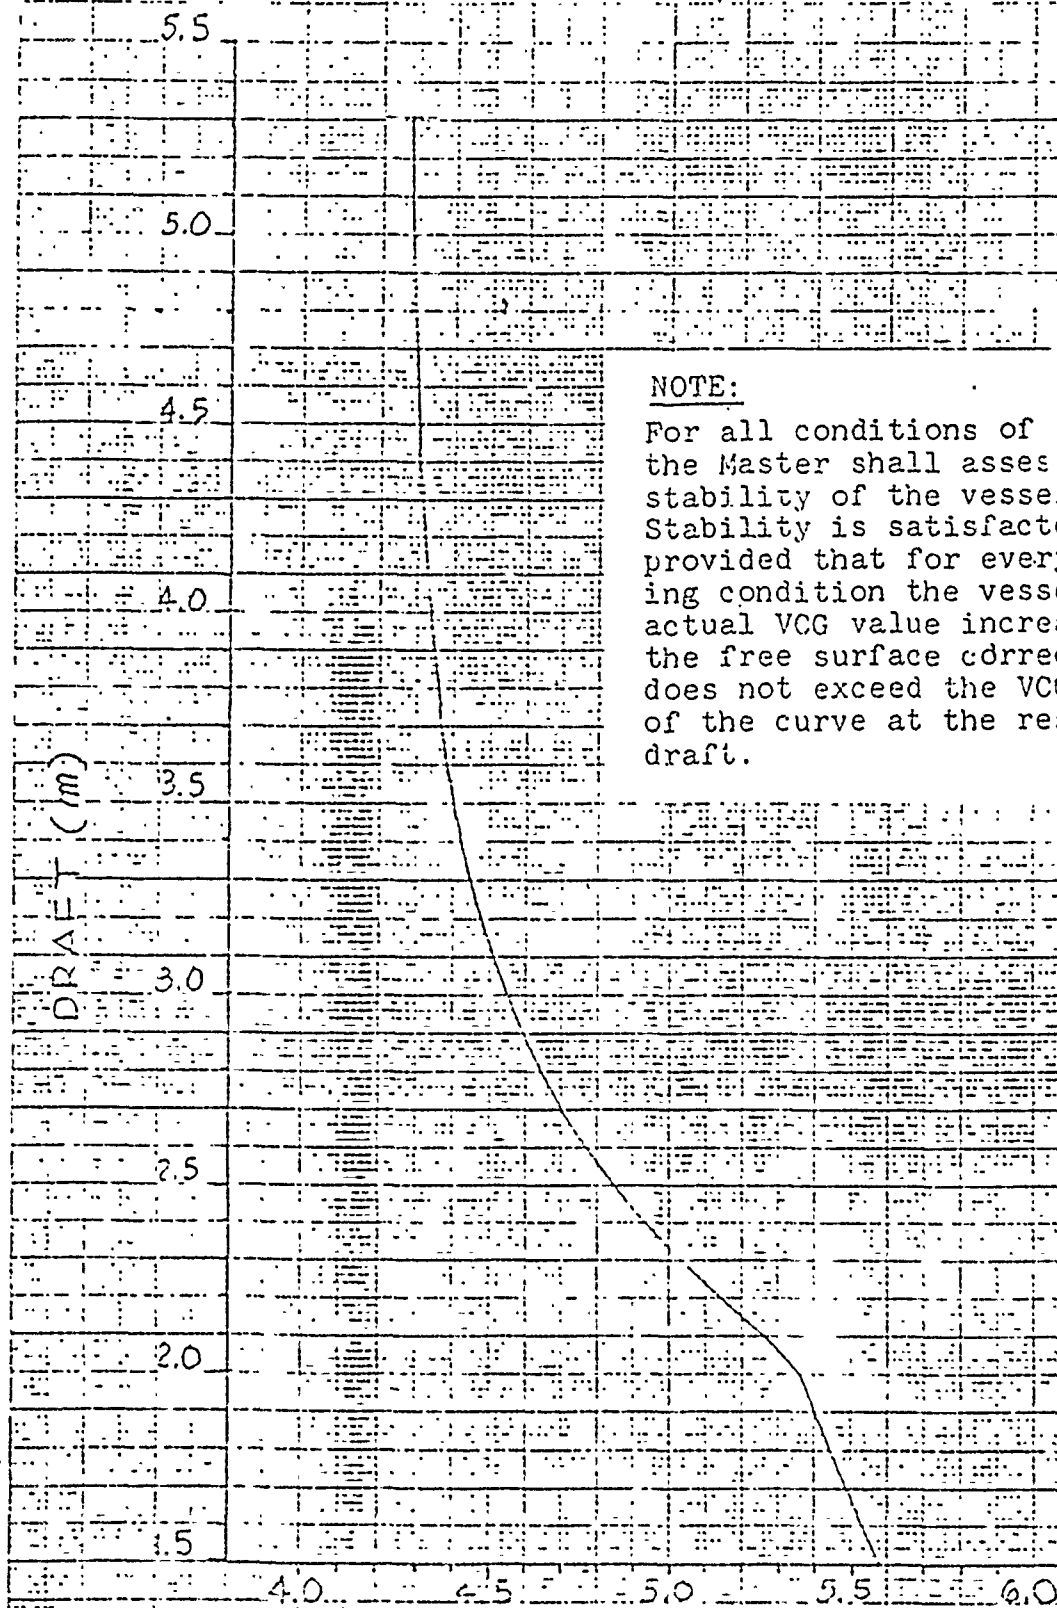 5.5
5.0
4.5
4.0
3.5
3.0
2.5
2.0
1.5
DRAFT (m)
NOTE:
For all conditions of
the Master shall asses
stability of the vesse
Stability is satisfact
provided that for ever
ing condition the vess
actual VCG value increa
the free surface correc
does not exceed the VC
of the curve at the re
draft.
4.0 4.5 5.0 5.5 6.0